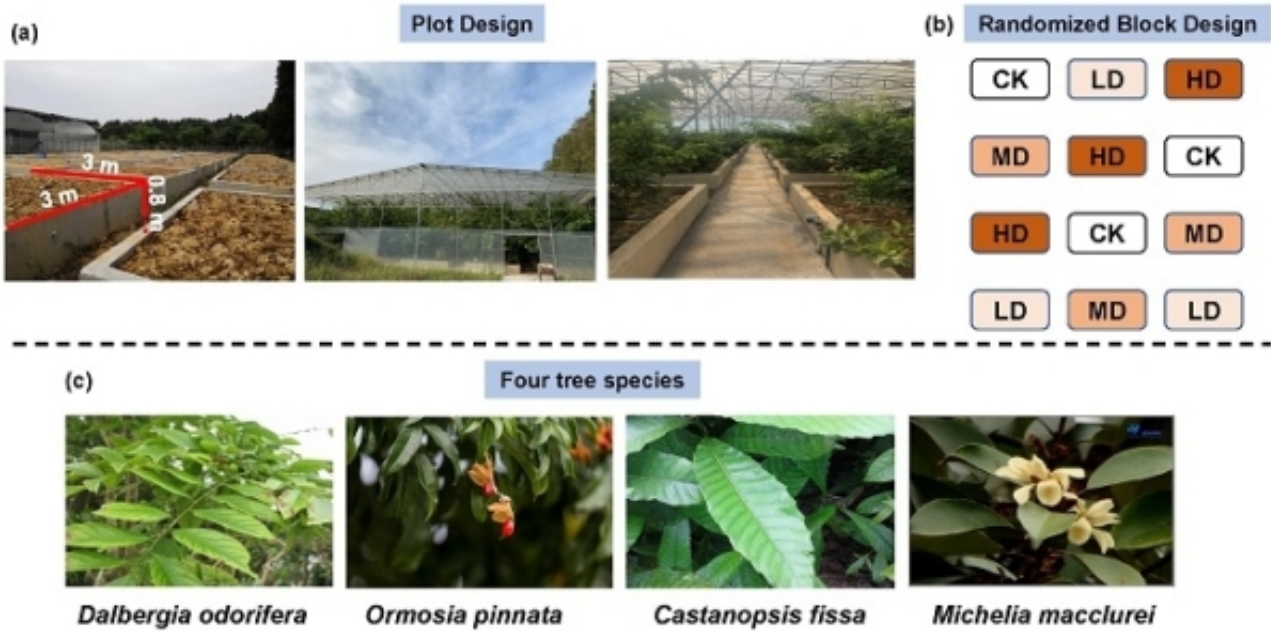 (a)
Plot Design
3 m
3 m
0.8 m
(b)
Randomized Block Design
CK LD HD
MD HD CK
HD CK MD
LD MD LD
(c)
Four tree species
Dalbergia odorifera
Ormosia pinnata
Castanopsis fissa
Michelia macclurei